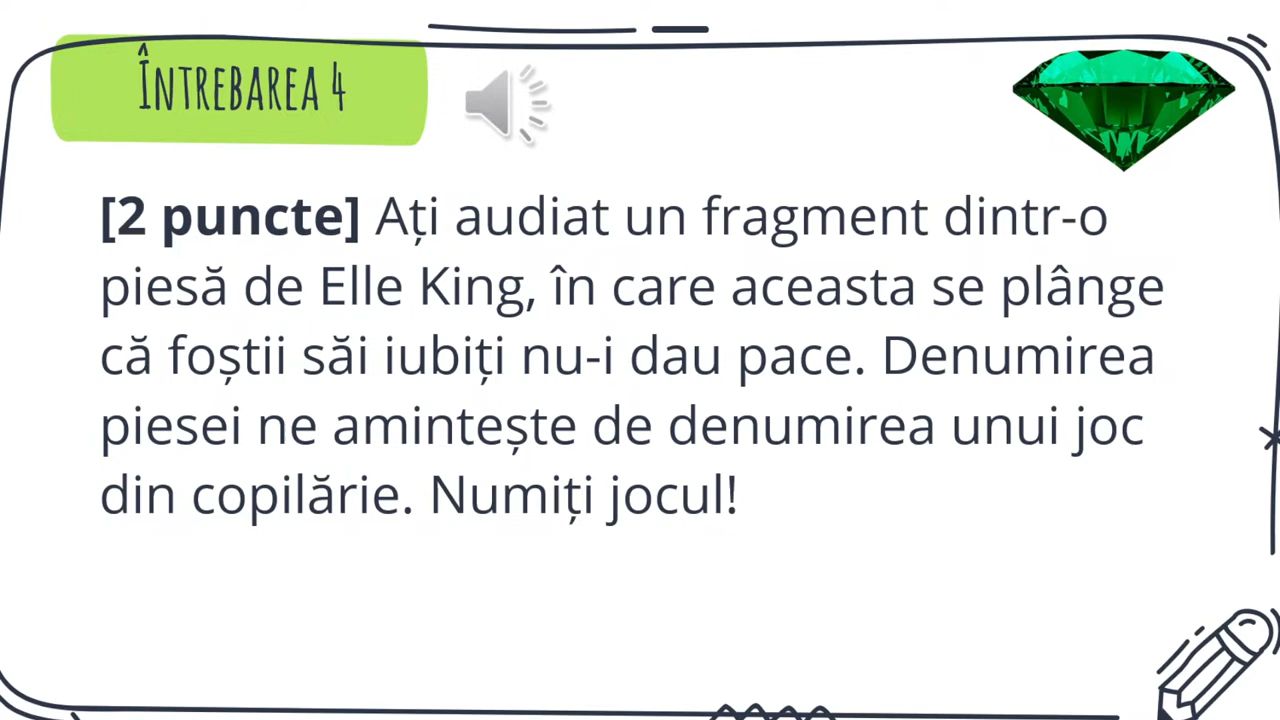 Întrebarea 4
[2 puncte] Ați audiat un fragment dintr-o
piesă de Elle King, în care aceasta se plânge
că foștii săi iubiți nu-i dau pace. Denumirea
piesei ne amintește de denumirea unui joc
din copilărie. Numiți jocul!